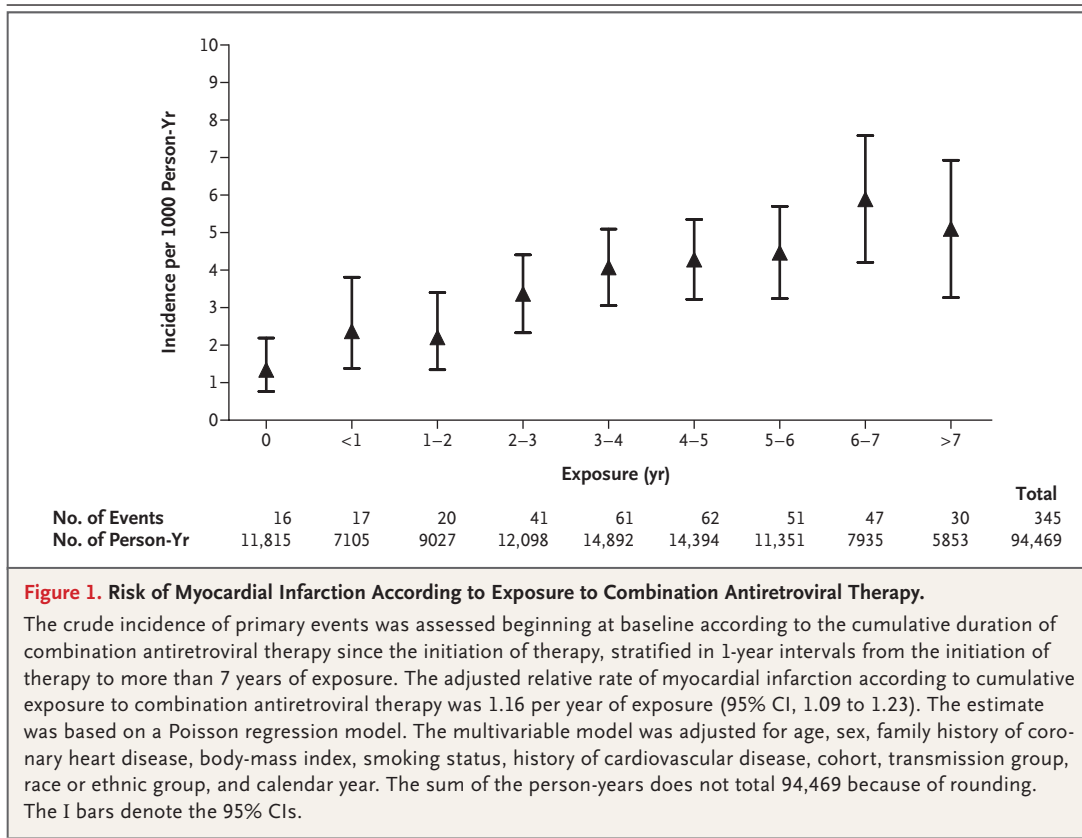 10
9
8
7
6
5
4
3
2
1
0
Incidence per 1000 Person-Yr
0 <1 1–2 2–3 3–4 4–5 5–6 6–7 >7
Exposure (yr)
Total
No. of Events 16 17 20 41 61 62 51 47 30 345
No. of Person-Yr 11,815 7105 9027 12,098 14,892 14,394 11,351 7935 5853 94,469
Figure 1. Risk of Myocardial Infarction According to Exposure to Combination Antiretroviral Therapy.
The crude incidence of primary events was assessed beginning at baseline according to the cumulative duration of
combination antiretroviral therapy since the initiation of therapy, stratified in 1-year intervals from the initiation of
therapy to more than 7 years of exposure. The adjusted relative rate of myocardial infarction according to cumulative
exposure to combination antiretroviral therapy was 1.16 per year of exposure (95% CI, 1.09 to 1.23). The estimate
was based on a Poisson regression model. The multivariable model was adjusted for age, sex, family history of coro-
nary heart disease, body-mass index, smoking status, history of cardiovascular disease, cohort, transmission group,
race or ethnic group, and calendar year. The sum of the person-years does not total 94,469 because of rounding.
The I bars denote the 95% CIs.